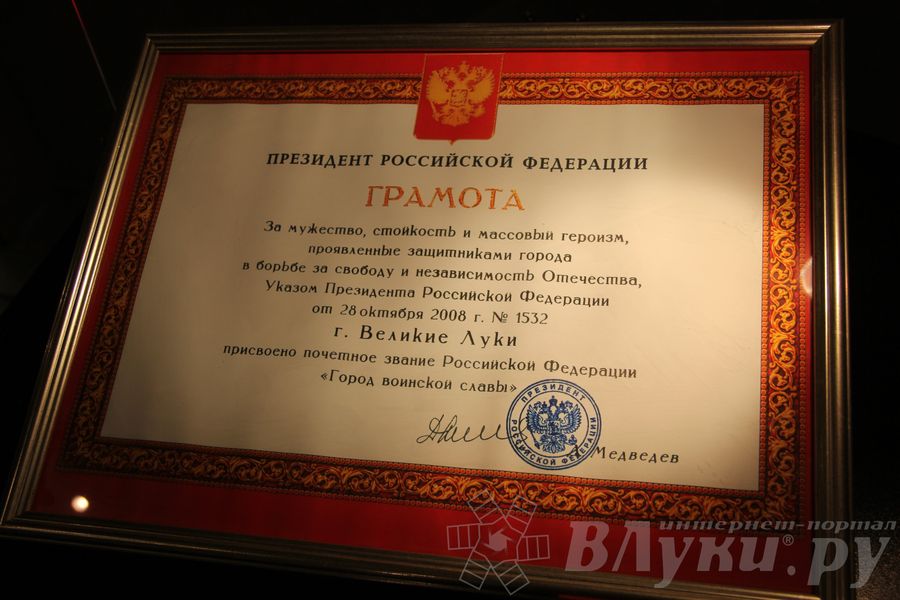 ПРЕЗИДЕНТ РОССИЙСКОЙ ФЕДЕРАЦИИ
ГРАМОТА
За мужество, стойкость и массовый героизм,
проявленные защитниками города
в борьбе за свободу и независимость Отечества,
Указом Президента Российской Федерации
от 28 октября 2008 г. № 1532
г. Великие Луки
присвоено почетное звание Российской Федерации
«Город воинской славы»
ПРЕЗИДЕНТ
РОССИЙСКОЙ ФЕДЕРАЦИИ
Медведев
интернет-портал
ВЛуки.ру®